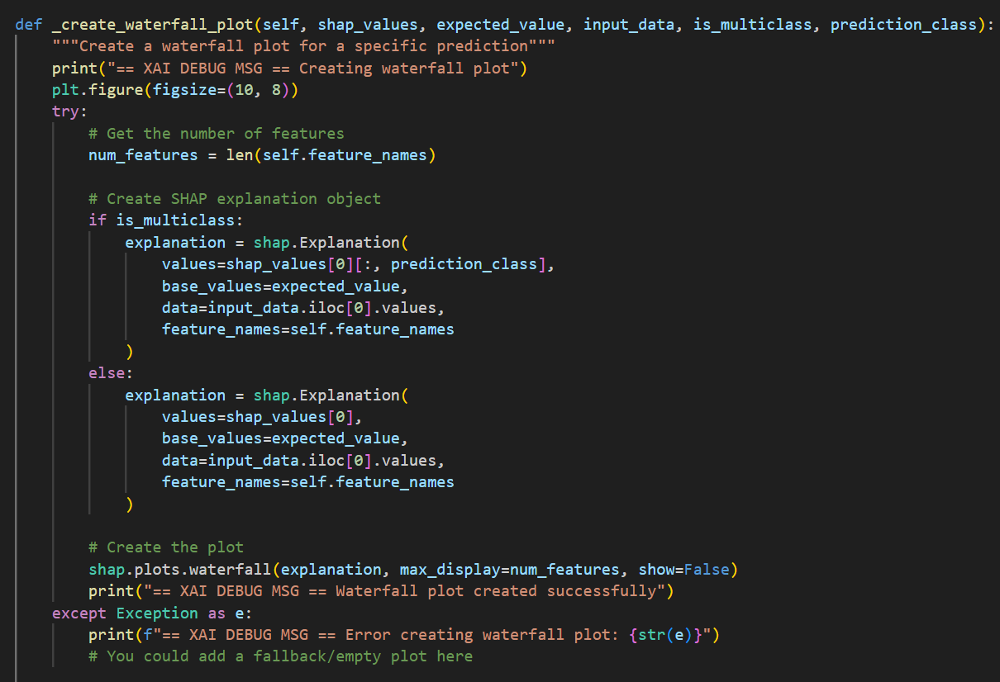 def _create_waterfall_plot(self, shap_values, expected_value, input_data, is_multiclass, prediction_class):
    """Create a waterfall plot for a specific prediction"""
    print("== XAI DEBUG MSG == Creating waterfall plot")
    plt.figure(figsize=(10, 8))
    try:
        # Get the number of features
        num_features = len(self.feature_names)

        # Create SHAP explanation object
        if is_multiclass:
            explanation = shap.Explanation(
                values=shap_values[0][:, prediction_class],
                base_values=expected_value,
                data=input_data.iloc[0].values,
                feature_names=self.feature_names
            )
        else:
            explanation = shap.Explanation(
                values=shap_values[0],
                base_values=expected_value,
                data=input_data.iloc[0].values,
                feature_names=self.feature_names
            )

        # Create the plot
        shap.plots.waterfall(explanation, max_display=num_features, show=False)
        print("== XAI DEBUG MSG == Waterfall plot created successfully")
    except Exception as e:
        print(f"== XAI DEBUG MSG == Error creating waterfall plot: {str(e)}")
        # You could add a fallback/empty plot here